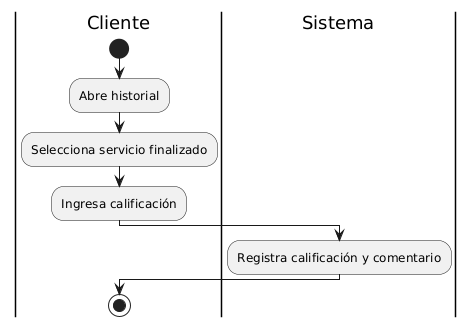 Cliente
Sistema
Abre historial
Selecciona servicio finalizado
Ingresa calificación
Registra calificación y comentario